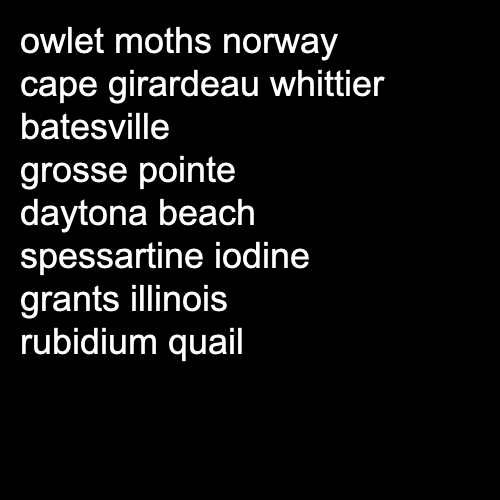 owlet moths norway
cape girardeau whittier
batesville
grosse pointe
daytona beach
spessartine iodine
grants illinois
rubidium quail